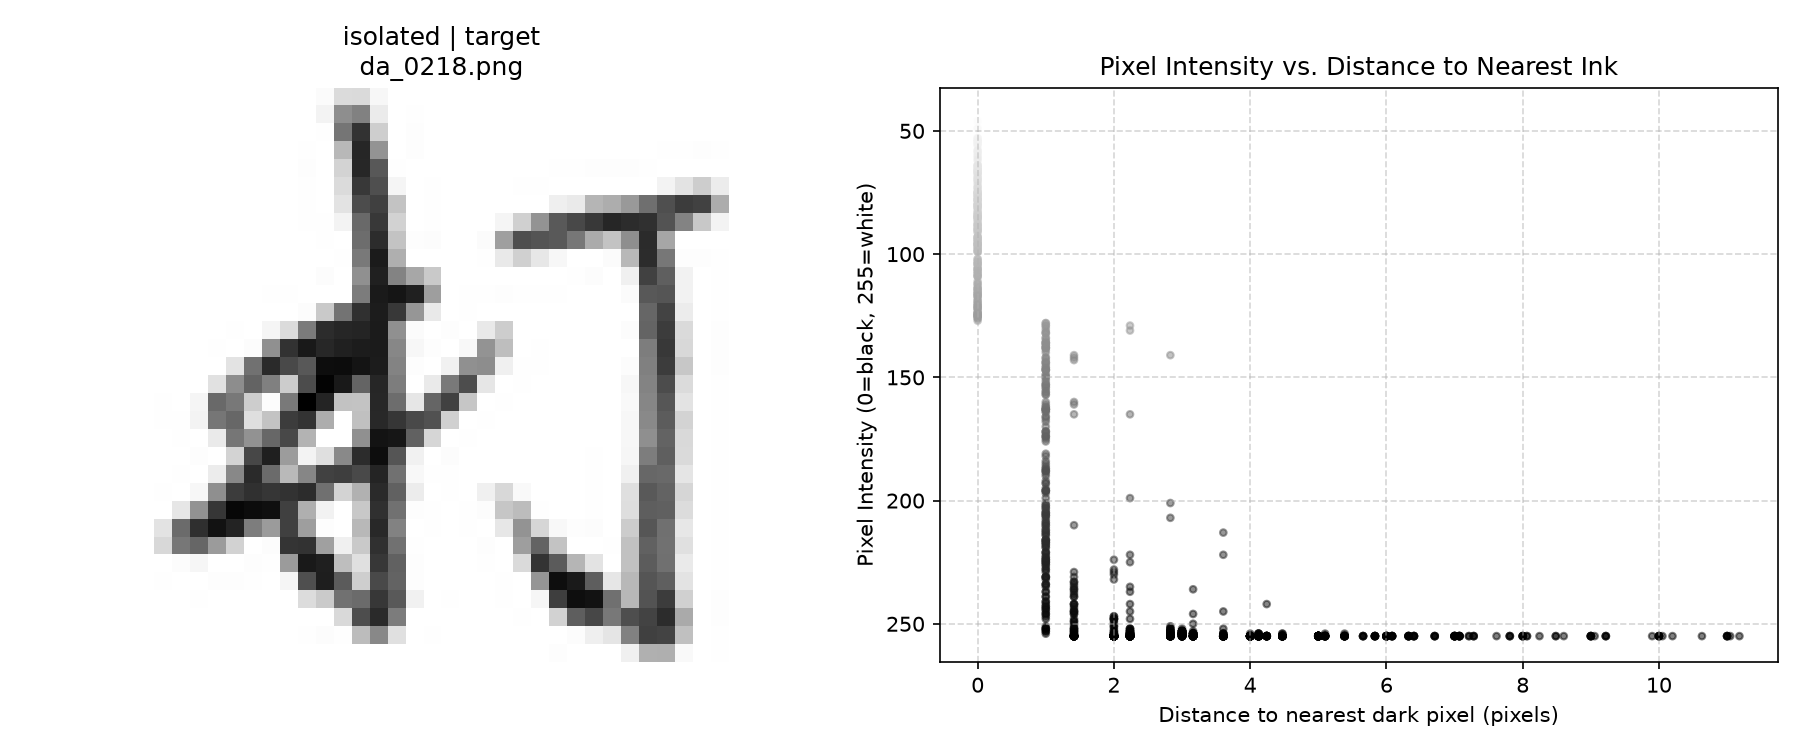 isolated | target
da_0218.png
Pixel Intensity vs. Distance to Nearest Ink
Pixel Intensity (0=black, 255=white)
50
100
150
200
250
0 2 4 6 8 10
Distance to nearest dark pixel (pixels)